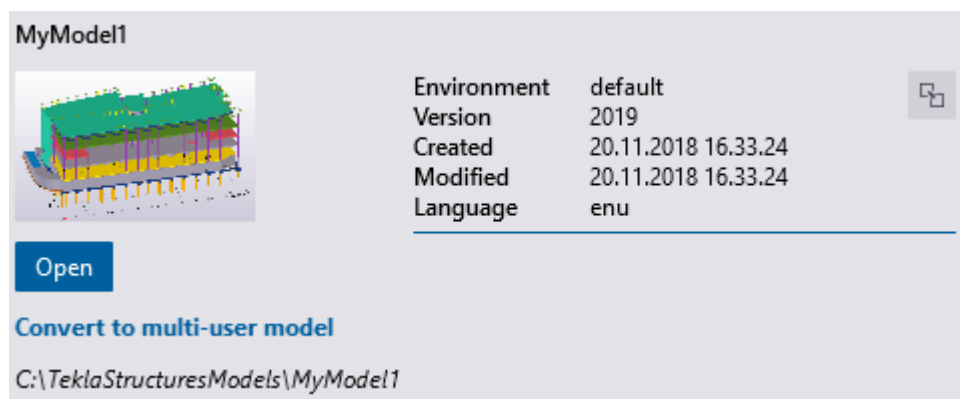 MyModel1
Environment default
Version 2019
Created 20.11.2018 16.33.24
Modified 20.11.2018 16.33.24
Language enu
Open
Convert to multi-user model
C:\TeklaStructuresModels\MyModel1